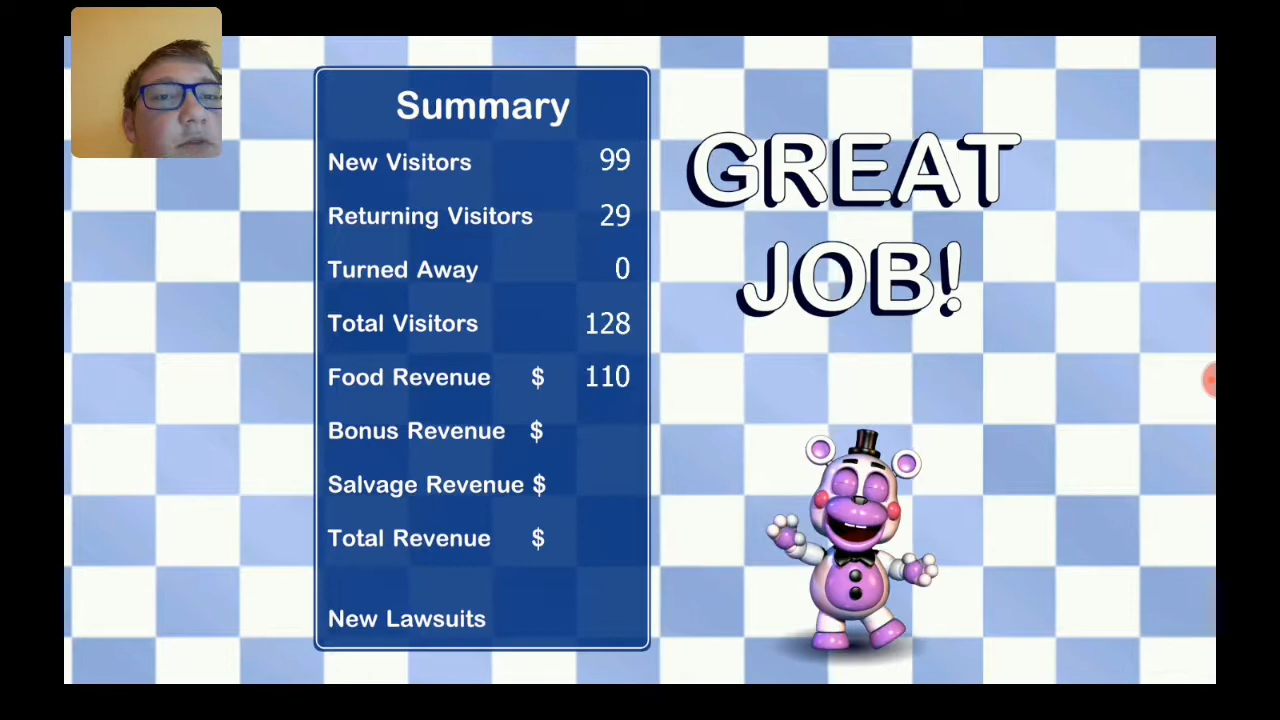 Summary
New Visitors 99
Returning Visitors 29
Turned Away 0
Total Visitors 128
Food Revenue $ 110
Bonus Revenue $
Salvage Revenue $
Total Revenue $
New Lawsuits
GREAT
JOB!